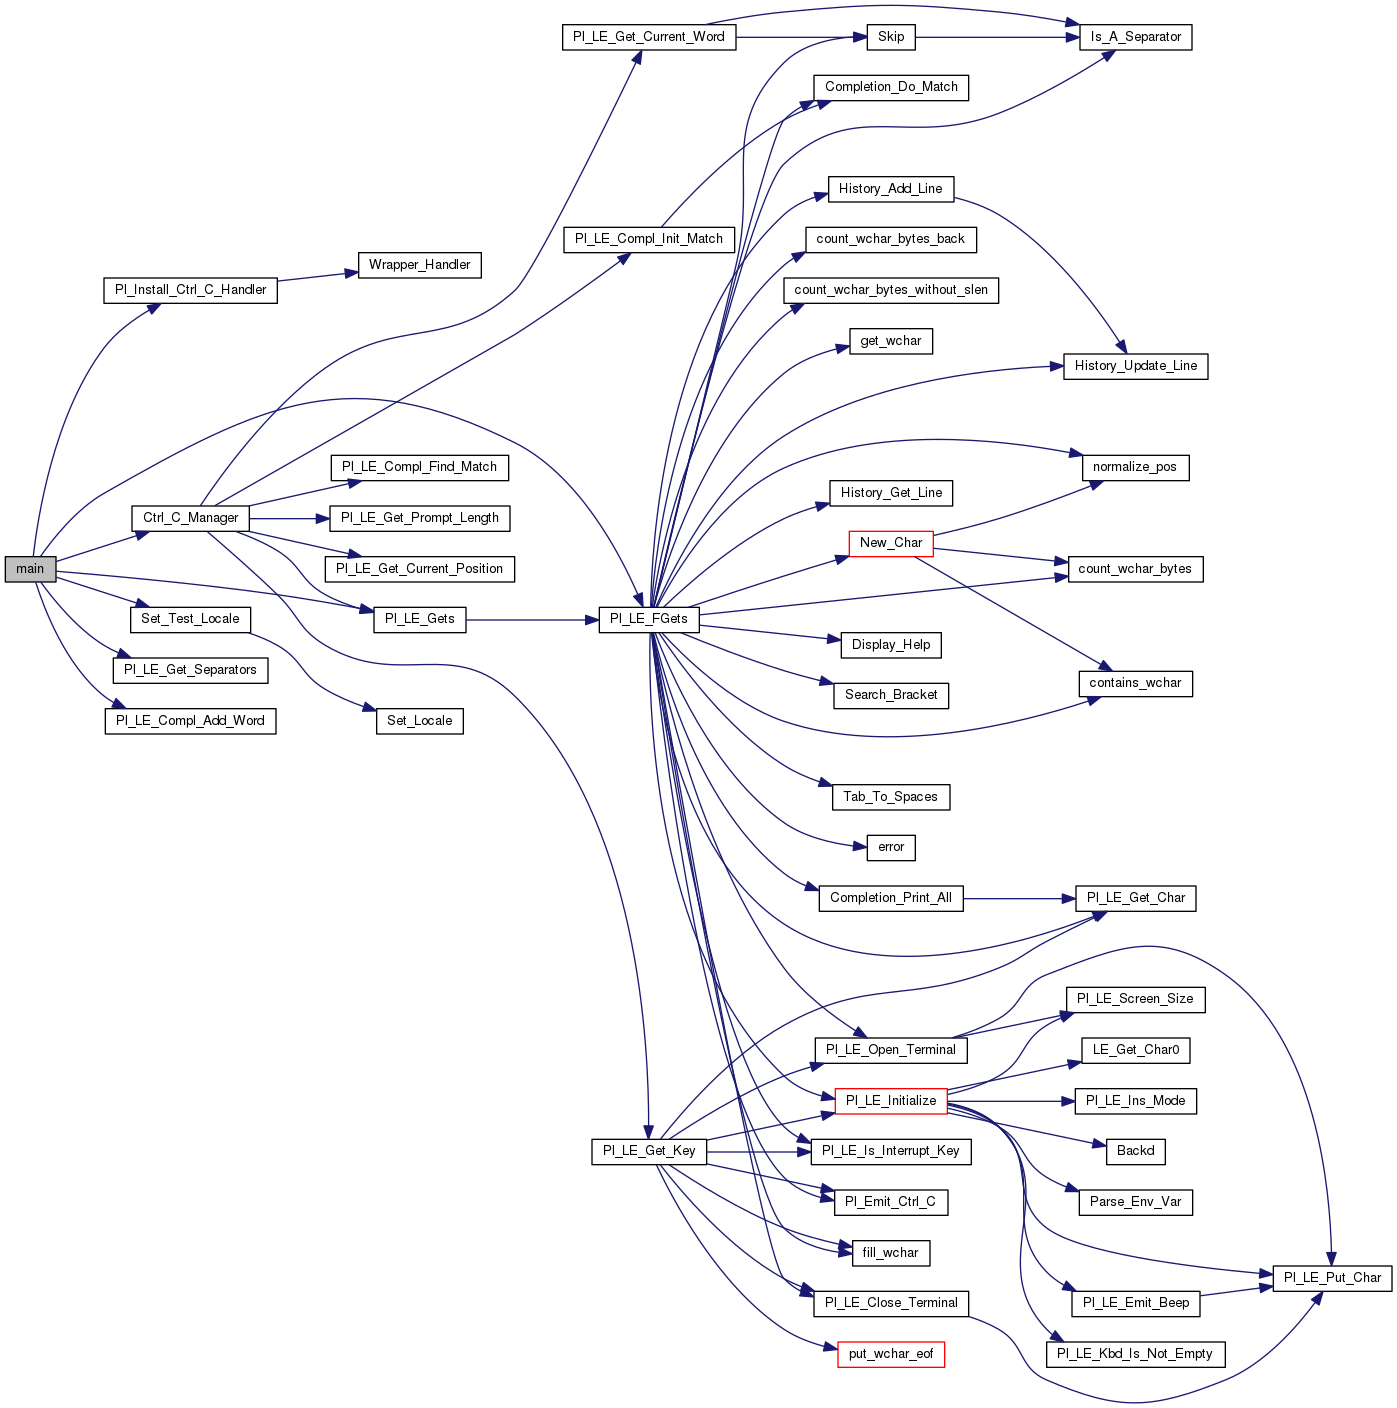 Pl_LE_Get_Current_Word
Skip
Is_A_Separator
Completion_Do_Match
History_Add_Line
Pl_LE_Compl_Init_Match
count_wchar_bytes_back
Wrapper_Handler
Pl_Install_Ctrl_C_Handler
count_wchar_bytes_without_slen
get_wchar
History_Update_Line
Pl_LE_Compl_Find_Match
normalize_pos
History_Get_Line
Ctrl_C_Manager
Pl_LE_Get_Prompt_Length
New_Char
main
Pl_LE_Get_Current_Position
count_wchar_bytes
Set_Test_Locale
Pl_LE_Gets
Pl_LE_FGets
Display_Help
Pl_LE_Get_Separators
Search_Bracket
contains_wchar
Pl_LE_Compl_Add_Word
Set_Locale
Tab_To_Spaces
error
Completion_Print_All
Pl_LE_Get_Char
Pl_LE_Screen_Size
Pl_LE_Open_Terminal
LE_Get_Char0
Pl_LE_Initialize
Pl_LE_Ins_Mode
Pl_LE_Get_Key
Pl_LE_Is_Interrupt_Key
Backd
Pl_Emit_Ctrl_C
Parse_Env_Var
fill_wchar
Pl_LE_Put_Char
Pl_LE_Close_Terminal
Pl_LE_Emit_Beep
put_wchar_eof
Pl_LE_Kbd_Is_Not_Empty